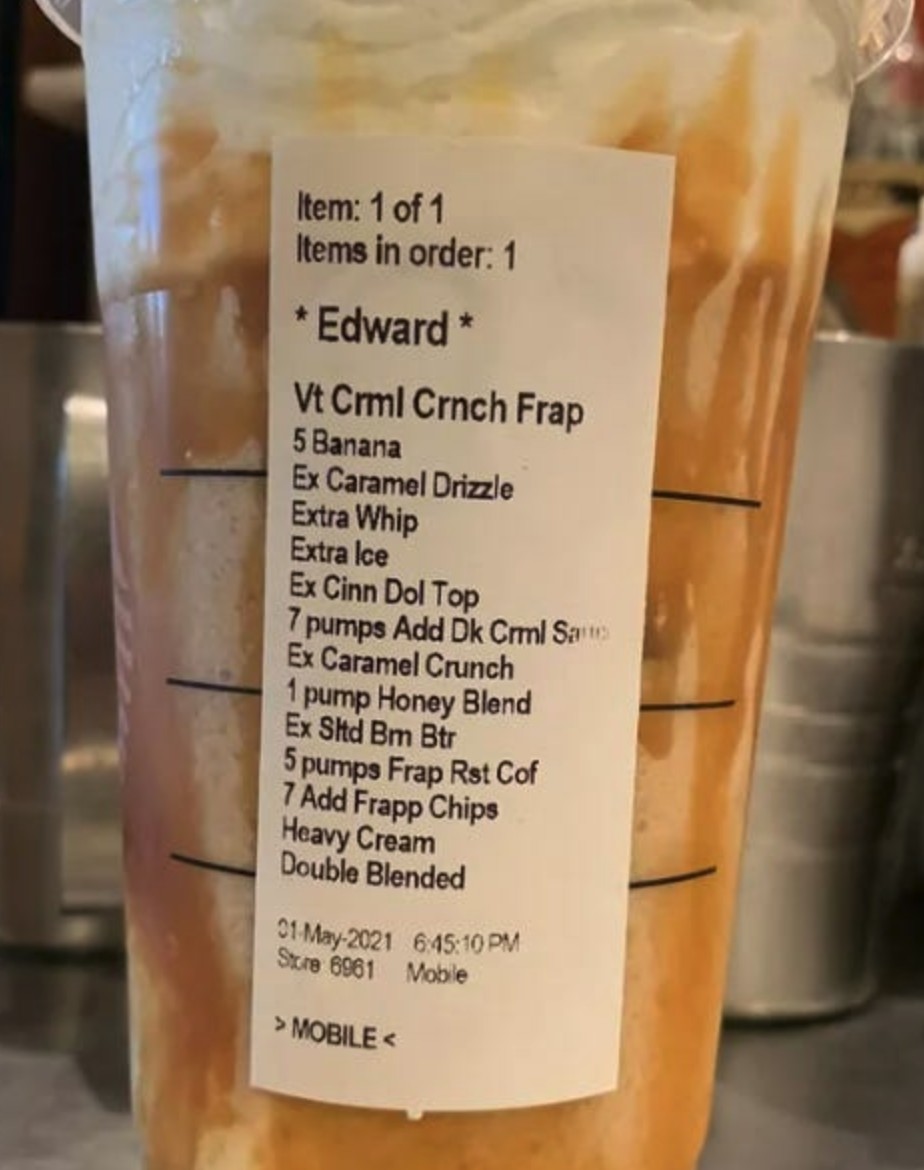 Item: 1 of 1
Items in order: 1
* Edward *
Vt Crml Crnch Frap
5 Banana
Ex Caramel Drizzle
Extra Whip
Extra Ice
Ex Cinn Dol Top
7 pumps Add Dk Crml Sauc
Ex Caramel Crunch
1 pump Honey Blend
Ex Sltd Brn Btr
5 pumps Frap Rst Cof
7 Add Frapp Chips
Heavy Cream
Double Blended
01-May-2021 6:45:10 PM
Store 6961 Mobile
> MOBILE <